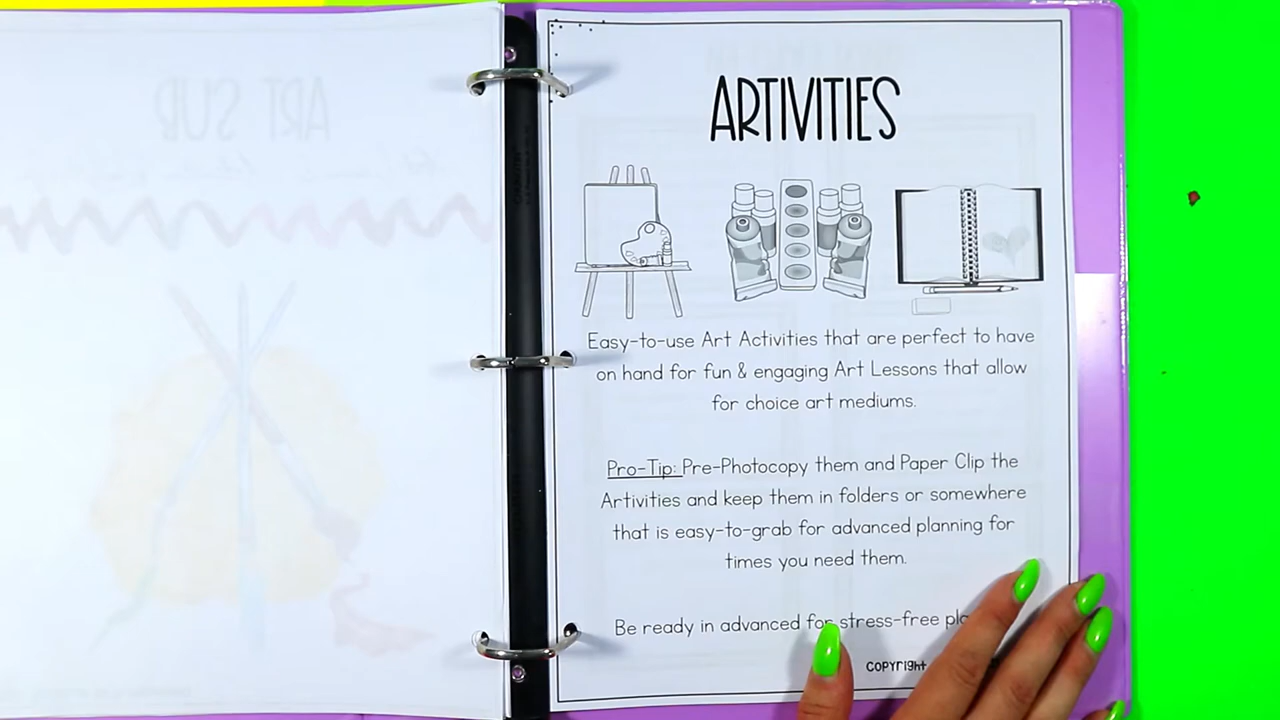 ART SUB
ARTIVITIES
Easy-to-use Art Activities that are perfect to have
on hand for fun & engaging Art Lessons that allow
for choice art mediums.
Pro-Tip: Pre-Photocopy them and Paper Clip the
Artivities and keep them in folders or somewhere
that is easy-to-grab for advanced planning for
times you need them.
Be ready in advanced for stress-free
Copyright